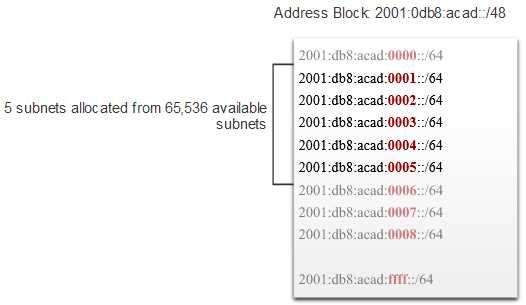 Address Block: 2001:0db8:acad::/48
2001:db8:acad:0000::/64
2001:db8:acad:0001::/64
2001:db8:acad:0002::/64
2001:db8:acad:0003::/64
2001:db8:acad:0004::/64
2001:db8:acad:0005::/64
2001:db8:acad:0006::/64
2001:db8:acad:0007::/64
2001:db8:acad:0008::/64
2001:db8:acad:ffff::/64
5 subnets allocated from 65,536 available
subnets